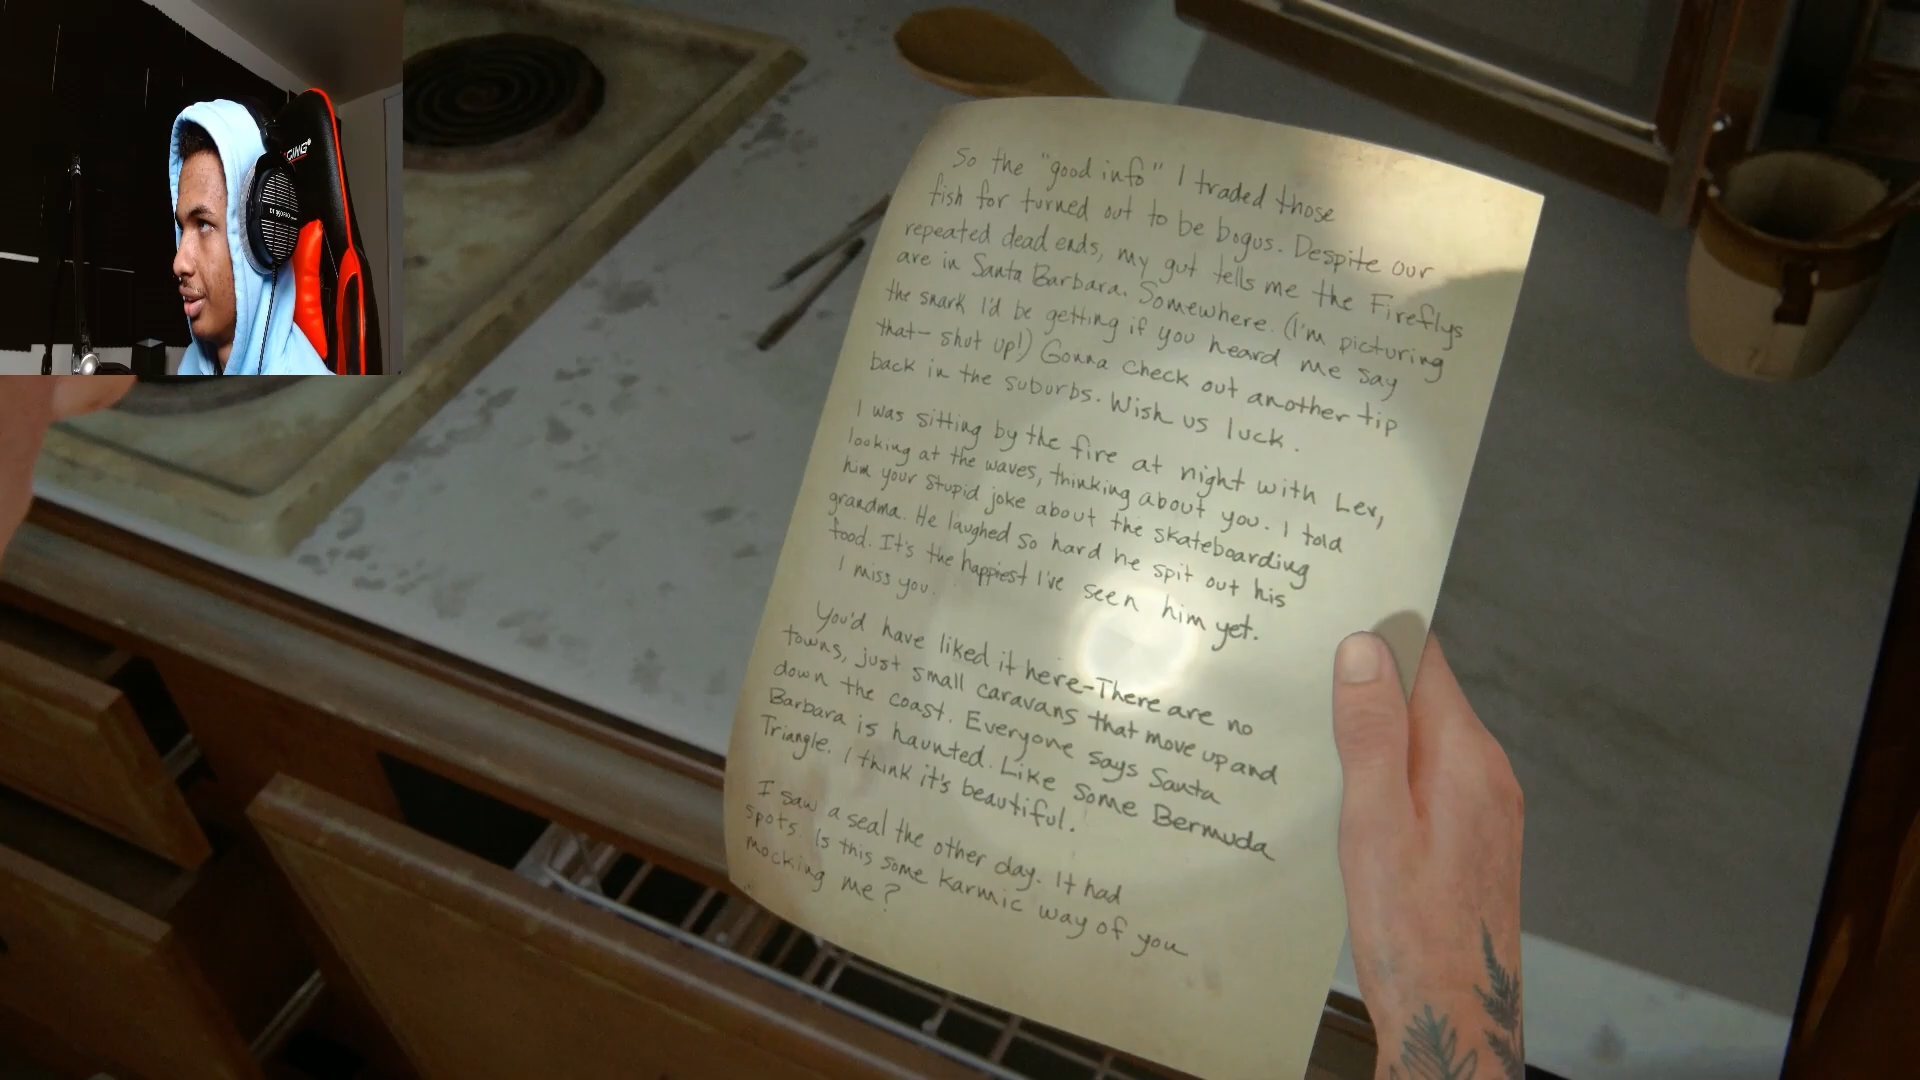 So the "good info" I traded those
fish for turned out to be bogus. Despite our
repeated dead ends, my gut tells me the Fireflys
are in Santa Barbara. Somewhere. (I'm picturing
the snark I'd be getting if you heard me say
that- shut up!) Gonna check out another tip
back in the suburbs. Wish us luck.
I was sitting by the fire at night with Lev,
looking at the waves, thinking about you. I told
him your stupid joke about the skateboarding
grandma. He laughed so hard he spit out his
food. It's the happiest I've seen him yet.
I miss you.
You'd have liked it here-There are no
towns, just small caravans that move up and
down the coast. Everyone says Santa
Barbara is haunted. Like some Bermuda
Triangle. I think it's beautiful.
I saw a seal the other day. It had
spots. Is this some karmic way of you
mocking me?